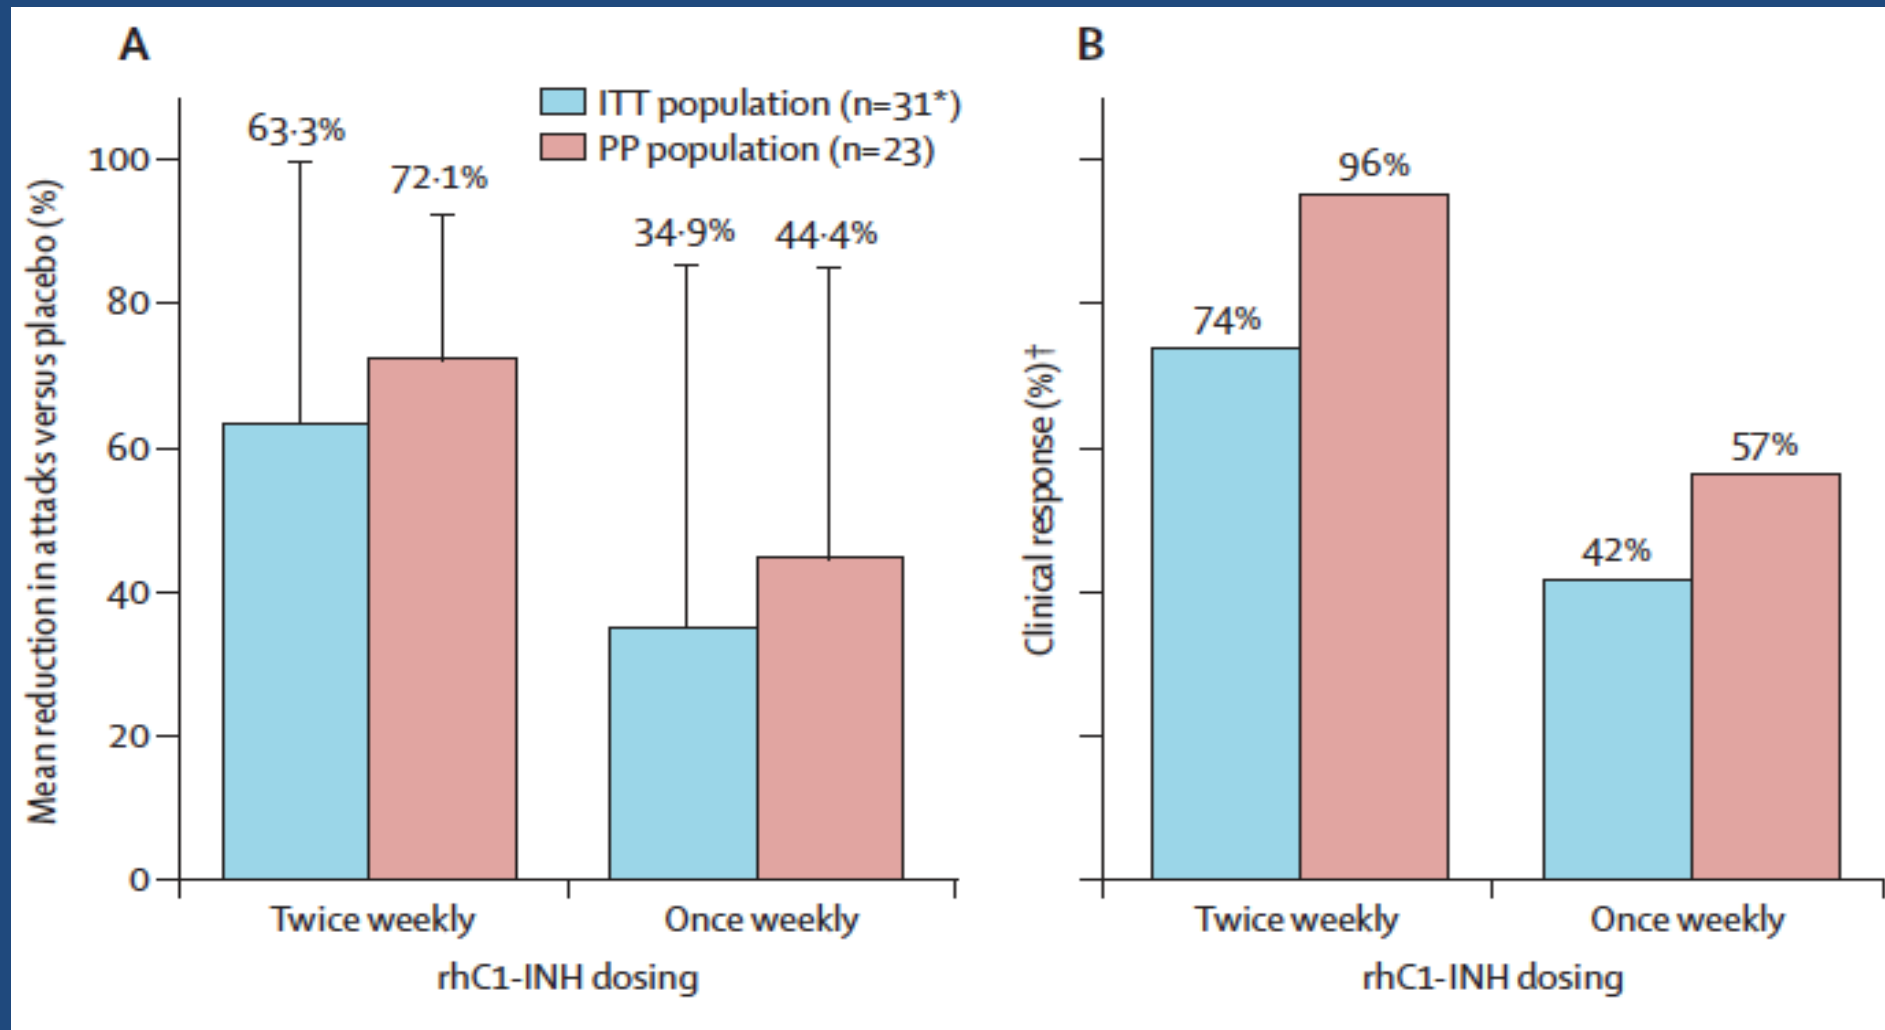 A
ITT population (n=31*)
PP population (n=23)
Mean reduction in attacks versus placebo (%)
100
80
60
40
20
0
63·3%
72·1%
34·9%
44·4%
Twice weekly
Once weekly
rhC1-INH dosing
B
Clinical response (%)†
74%
96%
42%
57%
Twice weekly
Once weekly
rhC1-INH dosing